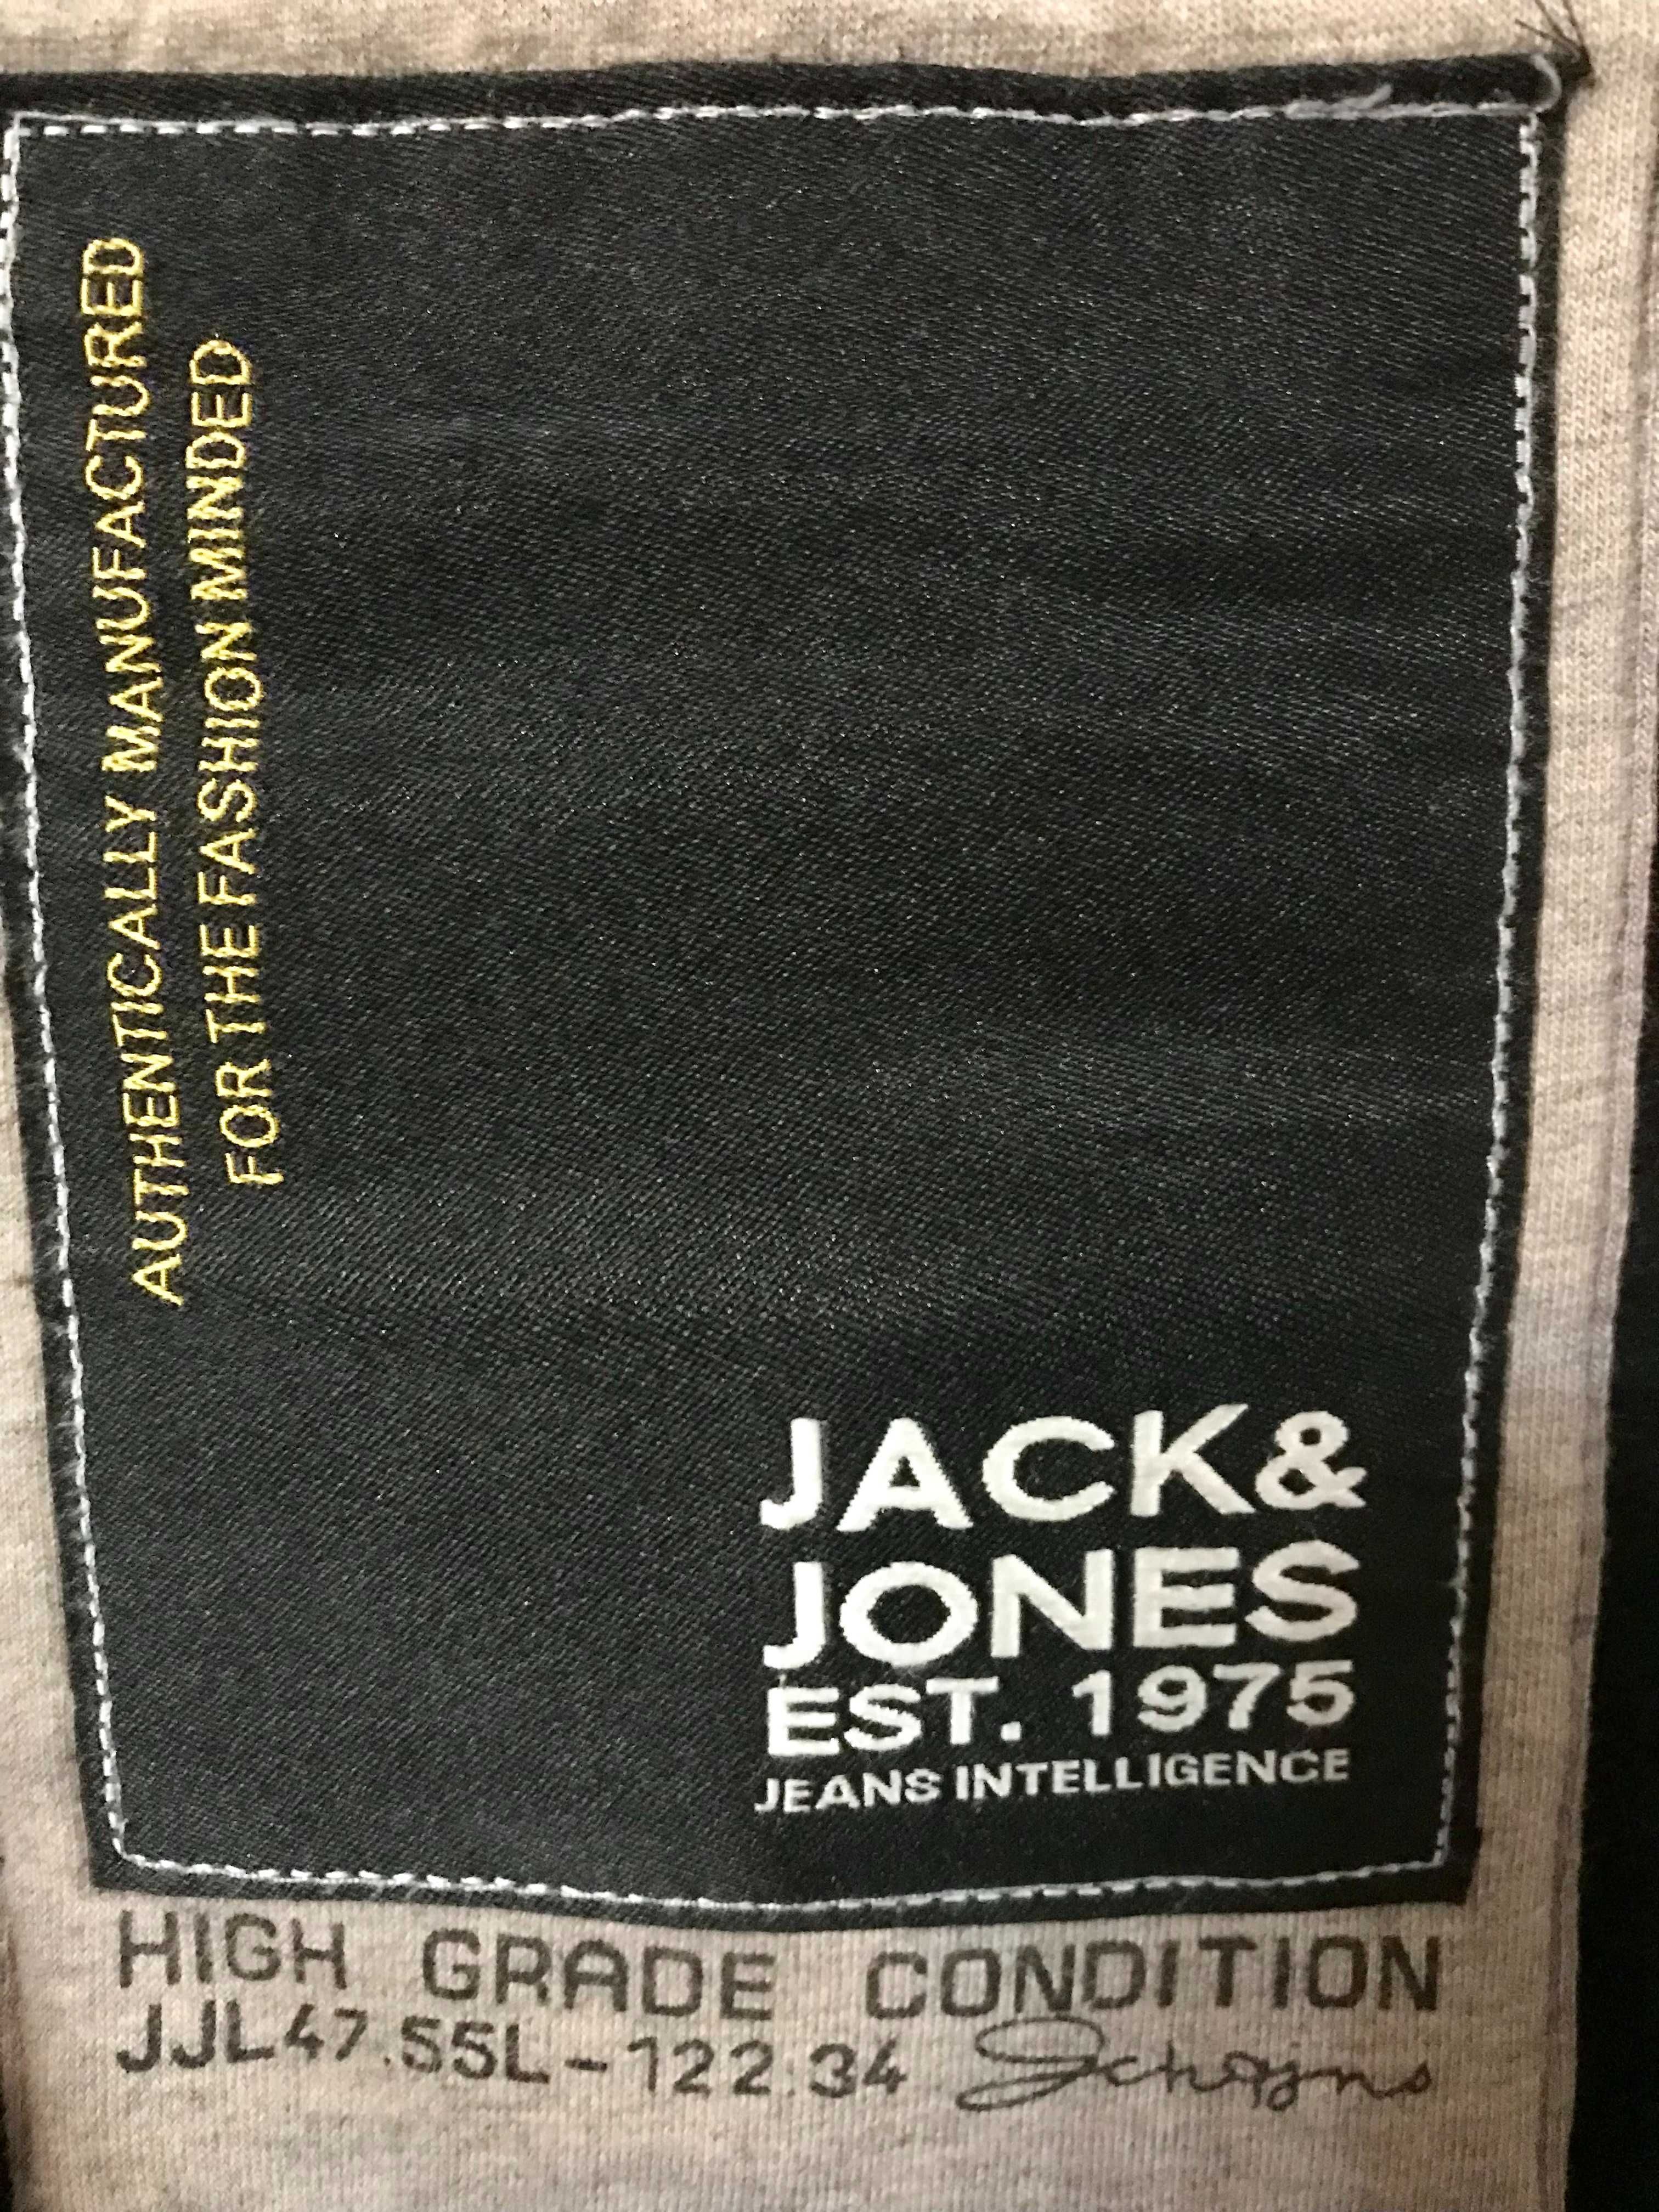 AUTHENTICALLY MANUFACTURED
FOR THE FASHION MINDED
JACK&
JONES
EST. 1975
JEANS INTELLIGENCE
HIGH GRADE CONDITION
JJL47.55L-122.34